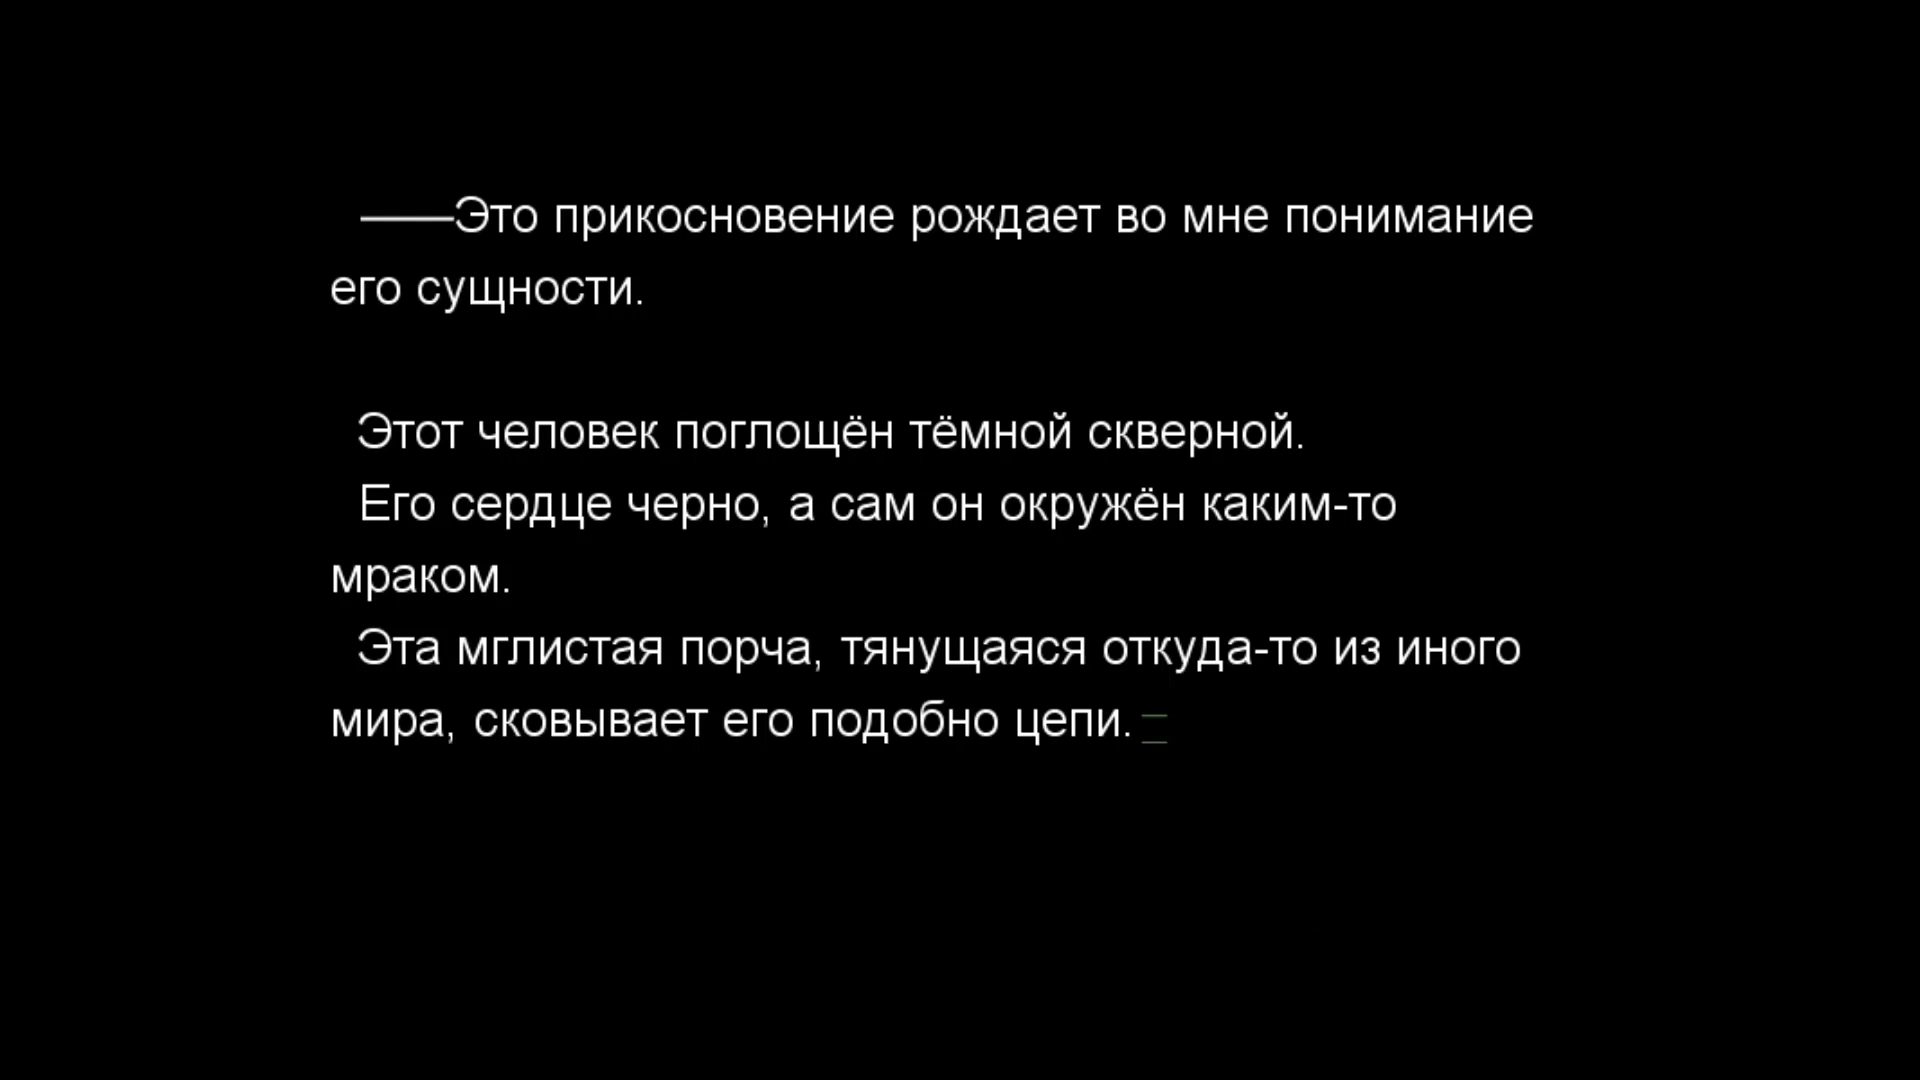 ——Это прикосновение рождает во мне понимание
его сущности.
Этот человек поглощён тёмной скверной.
Его сердце черно, а сам он окружён каким-то
мраком.
Эта мглистая порча, тянущаяся откуда-то из иного
мира, сковывает его подобно цепи.